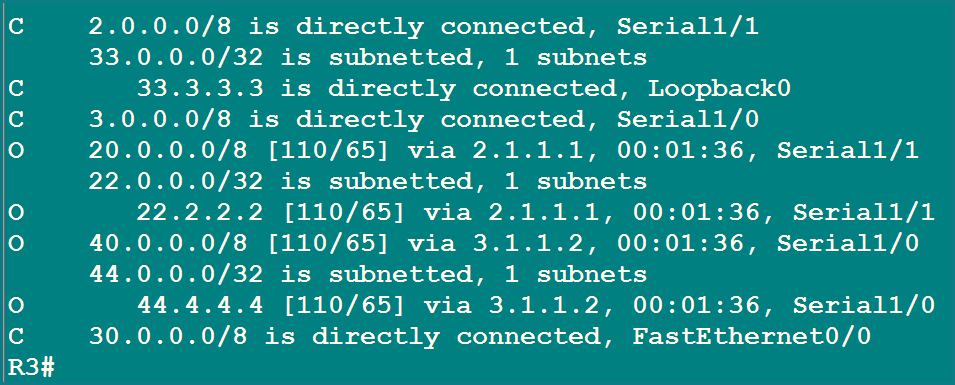 C    2.0.0.0/8 is directly connected, Serial1/1
     33.0.0.0/32 is subnetted, 1 subnets
C       33.3.3.3 is directly connected, Loopback0
C    3.0.0.0/8 is directly connected, Serial1/0
O    20.0.0.0/8 [110/65] via 2.1.1.1, 00:01:36, Serial1/1
     22.0.0.0/32 is subnetted, 1 subnets
O       22.2.2.2 [110/65] via 2.1.1.1, 00:01:36, Serial1/1
O    40.0.0.0/8 [110/65] via 3.1.1.2, 00:01:36, Serial1/0
     44.0.0.0/32 is subnetted, 1 subnets
O       44.4.4.4 [110/65] via 3.1.1.2, 00:01:36, Serial1/0
C    30.0.0.0/8 is directly connected, FastEthernet0/0
R3#